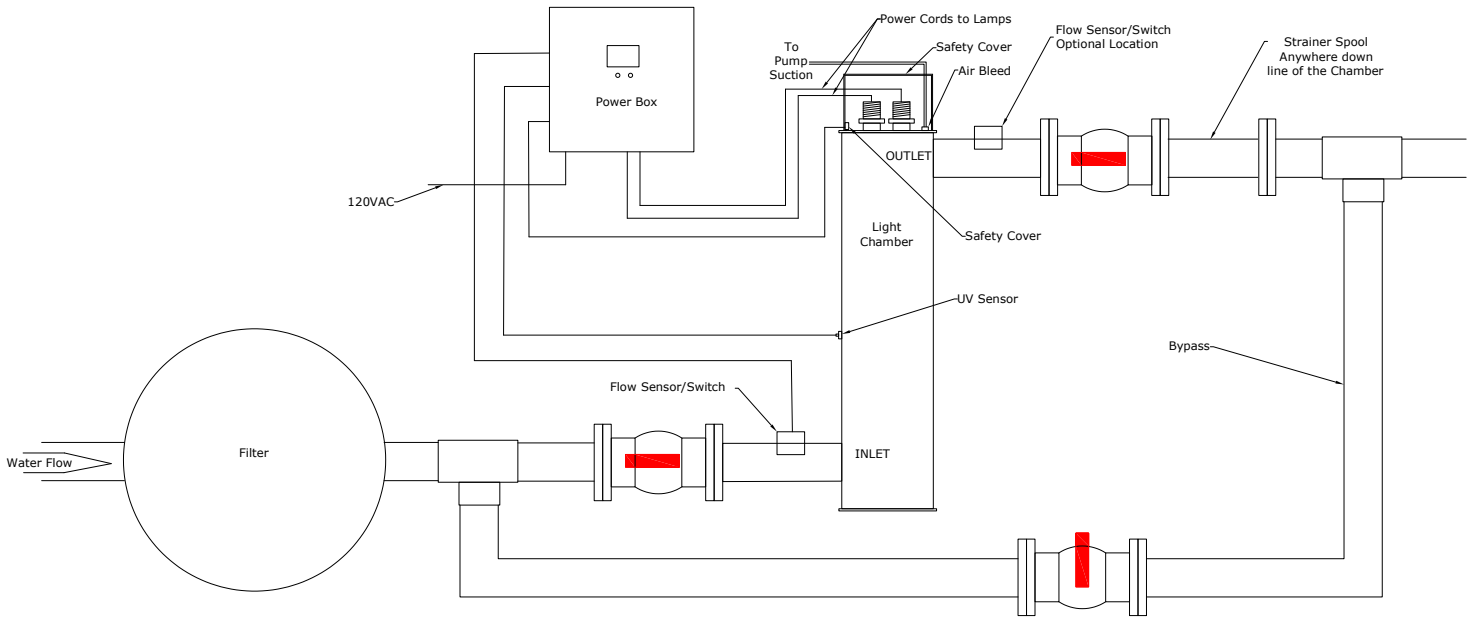 Power Cords to Lamps
To
Pump
Suction
Safety Cover
Air Bleed
Flow Sensor/Switch
Optional Location
Strainer Spool
Anywhere down
line of the Chamber
Power Box
OUTLET
120VAC
Light
Chamber
Safety Cover
UV Sensor
Bypass
Flow Sensor/Switch
Water Flow
Filter
INLET